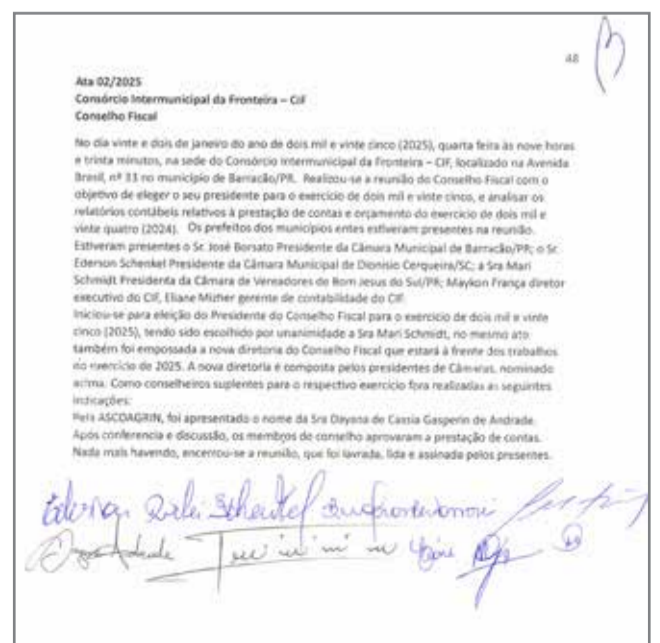 48
Ata 02/2025
Consórcio Intermunicipal da Fronteira – CIF
Conselho Fiscal
No dia vinte e dois de janeiro do ano de dois mil e vinte cinco (2025), quarta feira às nove horas
e trinta minutos, na sede do Consórcio Intermunicipal da Fronteira – CIF, localizado na Avenida
Brasil, nº 33 no município de Barracão/PR. Realizou-se a reunião do Conselho Fiscal com o
objetivo de eleger o seu presidente para o exercício de dois mil e vinte cinco, e analisar os
relatórios contábeis relativos à prestação de contas e orçamento do exercício de dois mil e
vinte quatro (2024). Os prefeitos dos municípios entes estiveram presentes na reunião.
Estiveram presentes o Sr. José Borsato Presidente da Câmara Municipal de Barracão/PR; o Sr.
Ederson Schenkel Presidente da Câmara Municipal de Dionisio Cerqueira/SC; a Sra Mari
Schmidt Presidenta da Câmara de Vereadores de Bom Jesus do Sul/PR; Maykon França diretor
executivo do CIF, Eliane Mizher gerente de contabilidade do CIF.
Iniciou-se para eleição do Presidente do Conselho Fiscal para o exercício de dois mil e vinte
cinco (2025), tendo sido escolhido por unanimidade a Sra Mari Schmidt, no mesmo ato
também foi empossada a nova diretoria do Conselho Fiscal que estará à frente dos trabalhos
no exercício de 2025. A nova diretoria é composta pelos presidentes de Câmaras, nominado
acima. Como conselheiros suplentes para o respectivo exercício fora realizadas as seguintes
indicações:
Pela ASCOAGRIN, foi apresentado o nome da Sra Dayana de Cassia Gasperin de Andrade.
Após conferencia e discussão, os membros do conselho aprovaram a prestação de contas.
Nada mais havendo, encerrou-se a reunião, que foi lavrada, lida e assinada pelos presentes.
Schenkel
Andrade